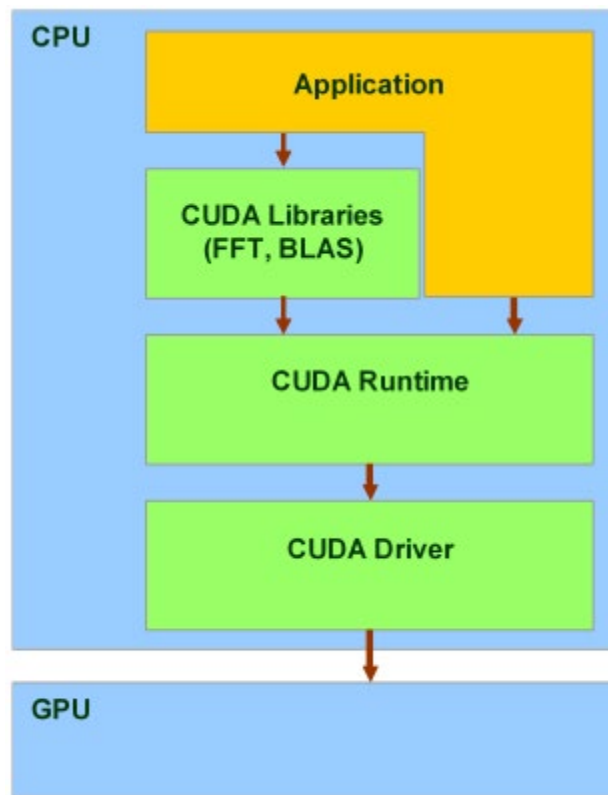 CPU
Application
CUDA Libraries
(FFT, BLAS)
CUDA Runtime
CUDA Driver
GPU